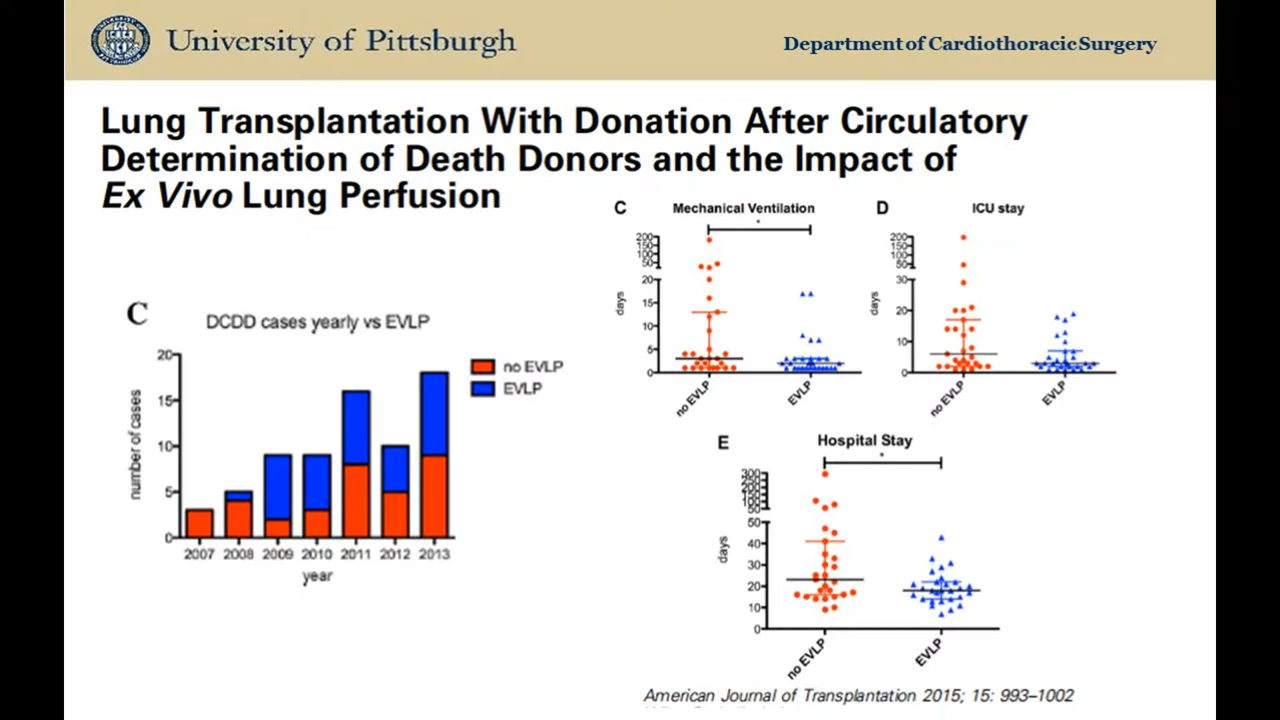 University of Pittsburgh
Department of Cardiothoracic Surgery
Lung Transplantation With Donation After Circulatory
Determination of Death Donors and the Impact of
Ex Vivo Lung Perfusion
C
DCDD cases yearly vs EVLP
number of cases
20
15
10
5
0
2007 2008 2009 2010 2011 2012 2013
year
no EVLP
EVLP
C
Mechanical Ventilation
*
days
200
150
100
50
20
15
10
5
0
no EVLP
EVLP
D
ICU stay
days
200
150
100
50
30
20
10
0
no EVLP
EVLP
E
Hospital Stay
*
days
300
250
200
150
100
50
50
40
30
20
10
0
no EVLP
EVLP
American Journal of Transplantation 2015; 15: 993–1002